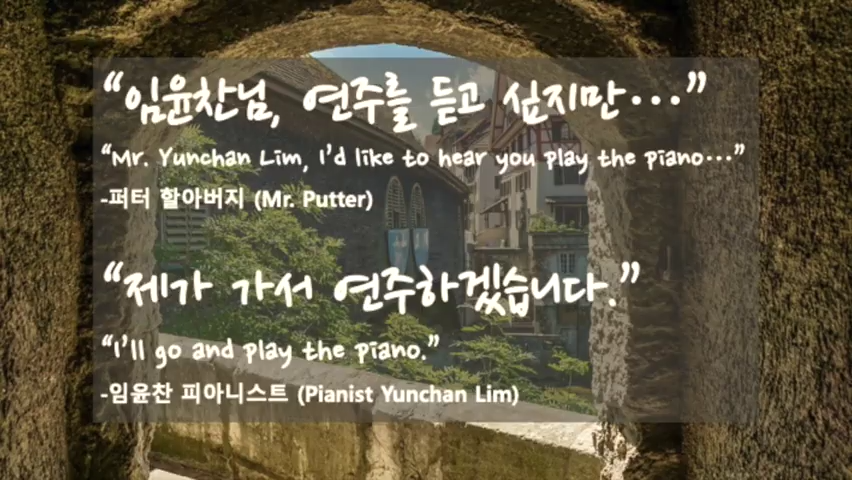 “임윤찬님, 연주를 듣고 싶지만···”
“Mr. Yunchan Lim, I’d like to hear you play the piano···”
-퍼터 할아버지 (Mr. Putter)
“제가 가서 연주하겠습니다.”
“I’ll go and play the piano.”
-임윤찬 피아니스트 (Pianist Yunchan Lim)